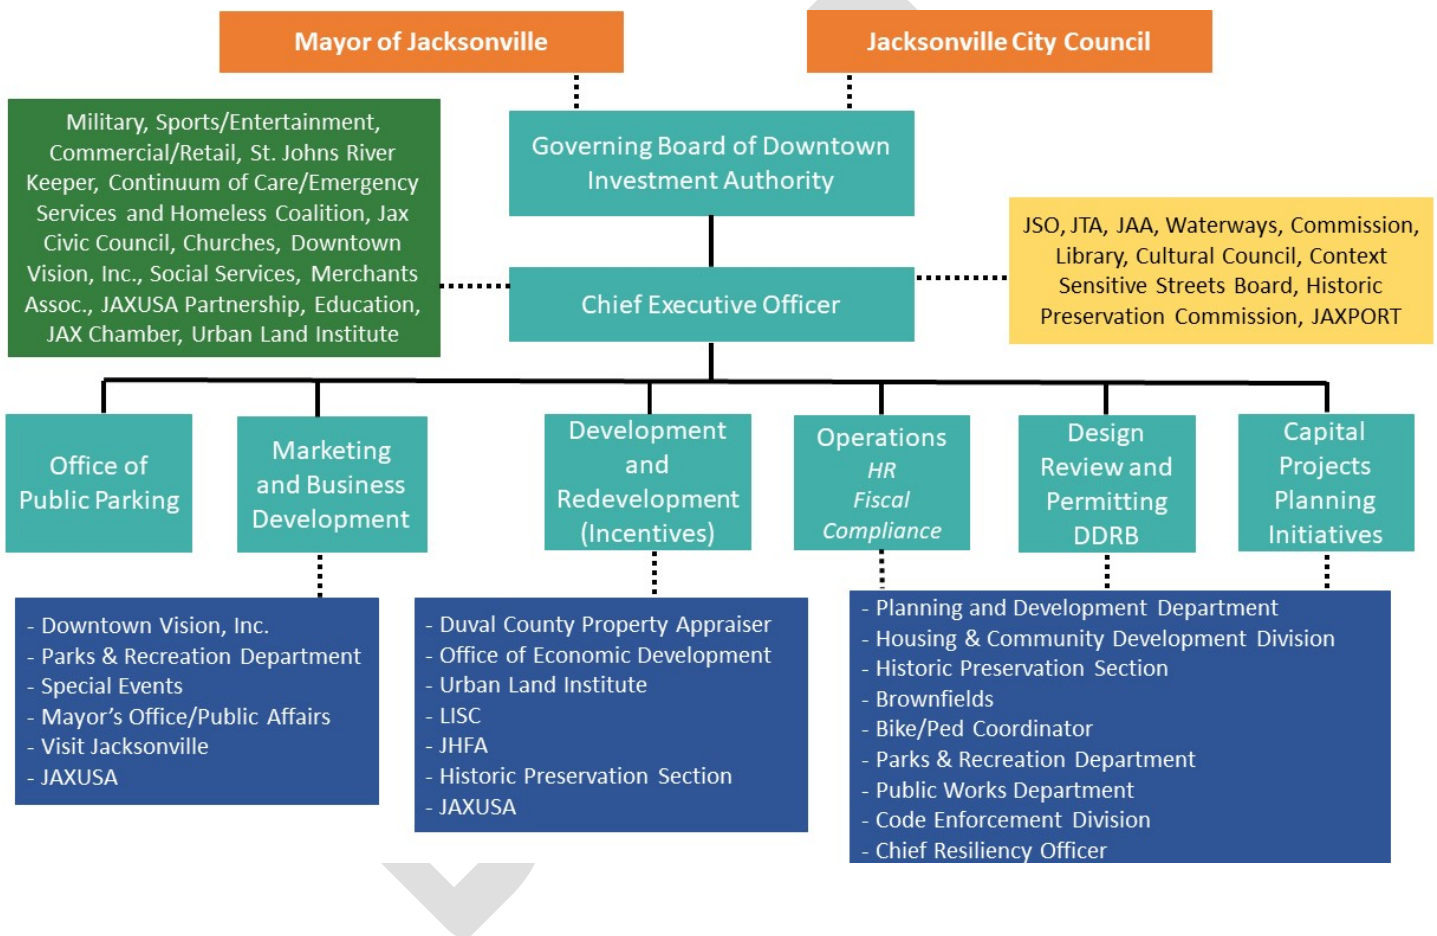 Mayor of Jacksonville
Jacksonville City Council
Military, Sports/Entertainment,
Commercial/Retail, St. Johns River
Keeper, Continuum of Care/Emergency
Services and Homeless Coalition, Jax
Civic Council, Churches, Downtown
Vision, Inc., Social Services, Merchants
Assoc., JAXUSA Partnership, Education,
JAX Chamber, Urban Land Institute
Governing Board of Downtown
Investment Authority
JSO, JTA, JAA, Waterways, Commission,
Library, Cultural Council, Context
Sensitive Streets Board, Historic
Preservation Commission, JAXPORT
Chief Executive Officer
Office of
Public Parking
Marketing
and Business
Development
Development
and
Redevelopment
(Incentives)
Operations
HR
Fiscal
Compliance
Design
Review and
Permitting
DDRB
Capital
Projects
Planning
Initiatives
- Downtown Vision, Inc.
- Parks & Recreation Department
- Special Events
- Mayor’s Office/Public Affairs
- Visit Jacksonville
- JAXUSA
- Duval County Property Appraiser
- Office of Economic Development
- Urban Land Institute
- LISC
- JHFA
- Historic Preservation Section
- JAXUSA
- Planning and Development Department
- Housing & Community Development Division
- Historic Preservation Section
- Brownfields
- Bike/Ped Coordinator
- Parks & Recreation Department
- Public Works Department
- Code Enforcement Division
- Chief Resiliency Officer